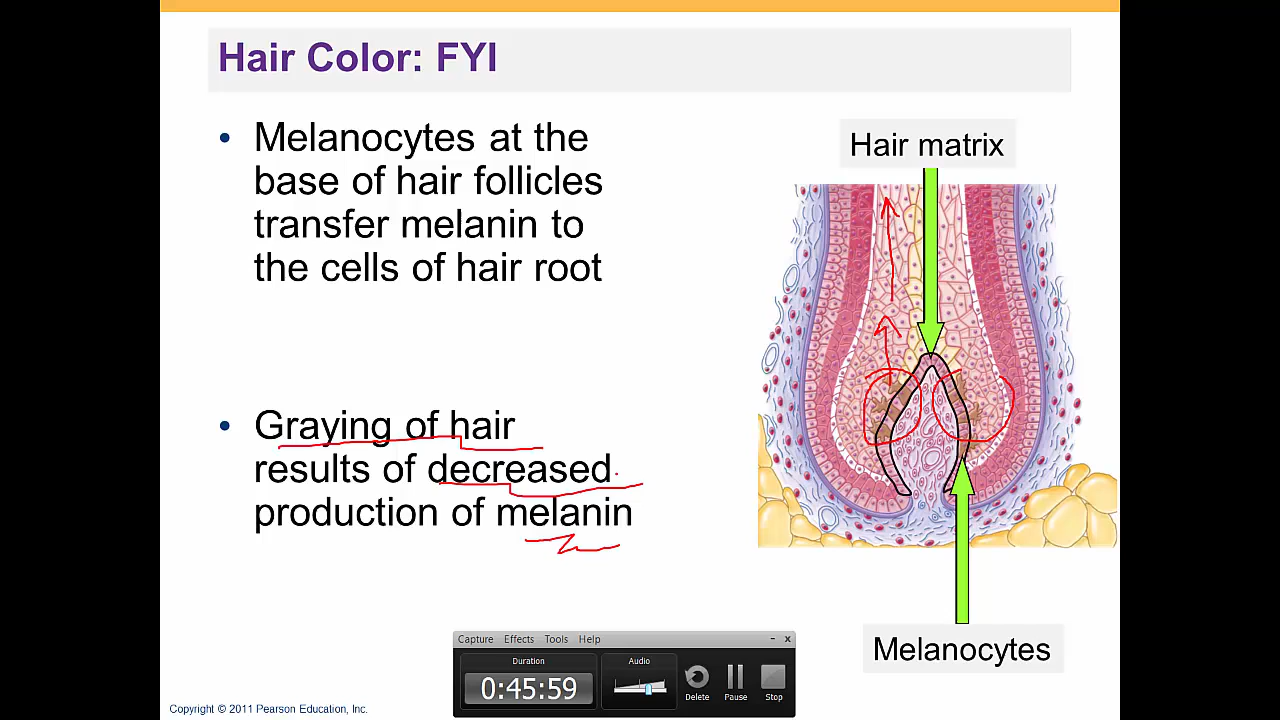 Hair Color: FYI
• Melanocytes at the
base of hair follicles
transfer melanin to
the cells of hair root
• Graying of hair
results of decreased
production of melanin
Hair matrix
Melanocytes
Capture Effects Tools Help
Duration
0:45:59
Audio
Delete
Pause
Stop
Copyright © 2011 Pearson Education, Inc.